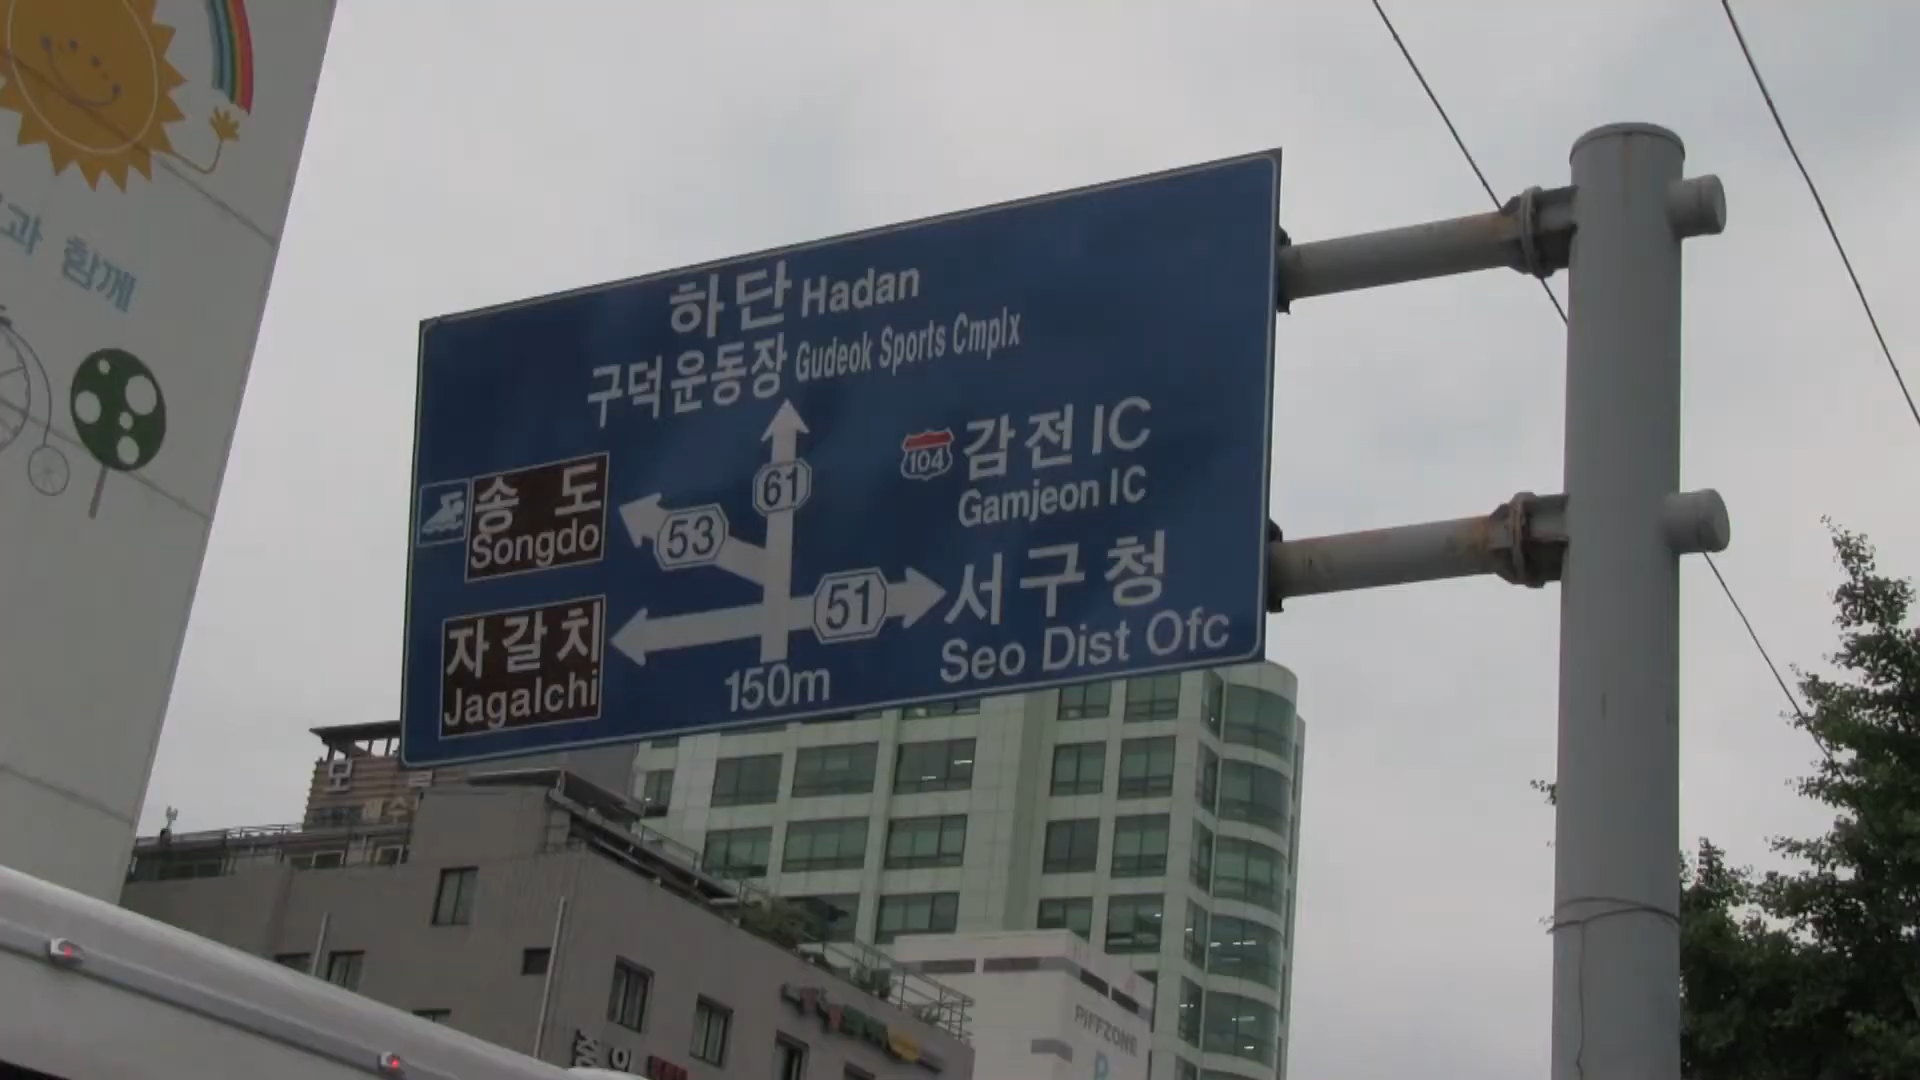 과 함께
하단 Hadan
구덕운동장 Gudeok Sports Cmplx
61
104 감전 IC
Gamjeon IC
송 도
Songdo
53
51
서구청
Seo Dist Ofc
자갈치
Jagalchi
150m
PIFFZONE
P